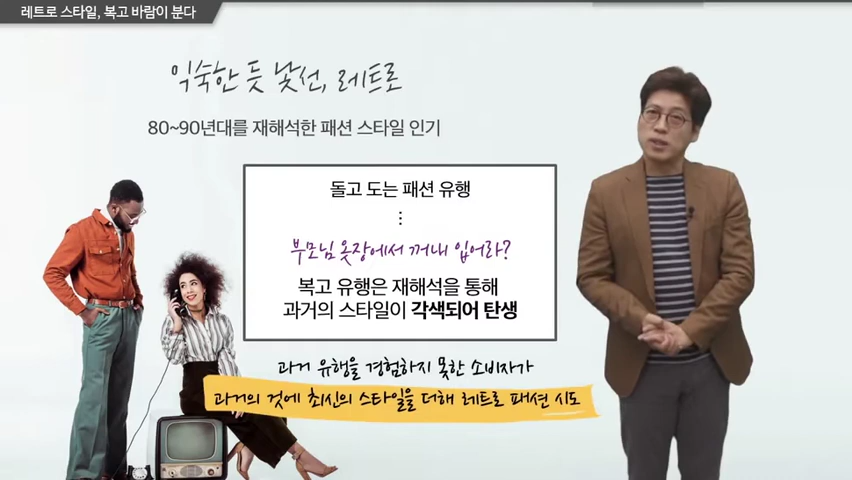 레트로 스타일, 복고 바람이 분다
익숙한 듯 낯선, 레트로
80~90년대를 재해석한 패션 스타일 인기
돌고 도는 패션 유행
⋮
부모님 옷장에서 꺼내 입어라?
복고 유행은 재해석을 통해
과거의 스타일이 각색되어 탄생
과거 유행을 경험하지 못한 소비자가
과거의 것에 최신의 스타일을 더해 레트로 패션 시도